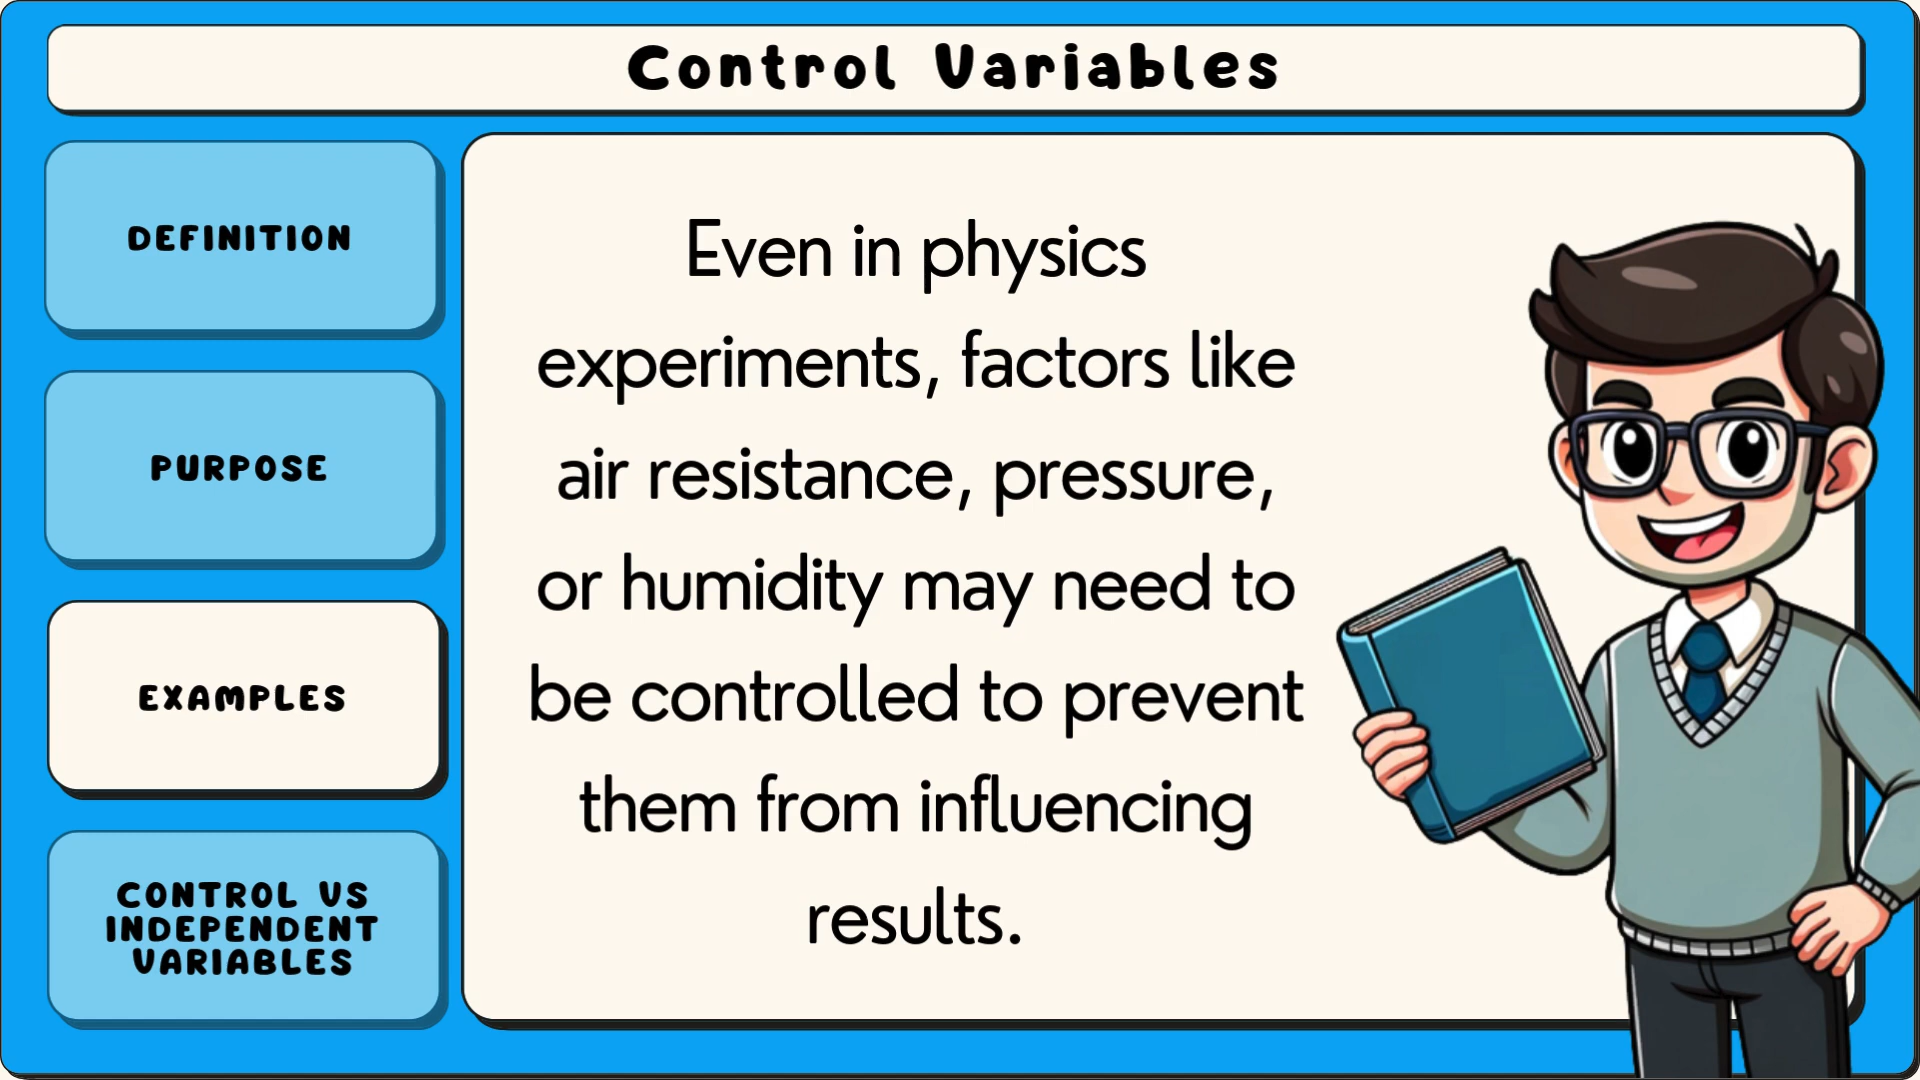 Control Variables
DEFINITION
PURPOSE
EXAMPLES
CONTROL VS
INDEPENDENT
VARIABLES
Even in physics
experiments, factors like
air resistance, pressure,
or humidity may need to
be controlled to prevent
them from influencing
results.